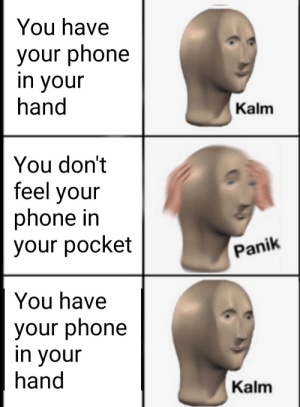 You have
your phone
in your
hand
Kalm
You don't
feel your
phone in
your pocket
Panik
You have
your phone
in your
hand
Kalm